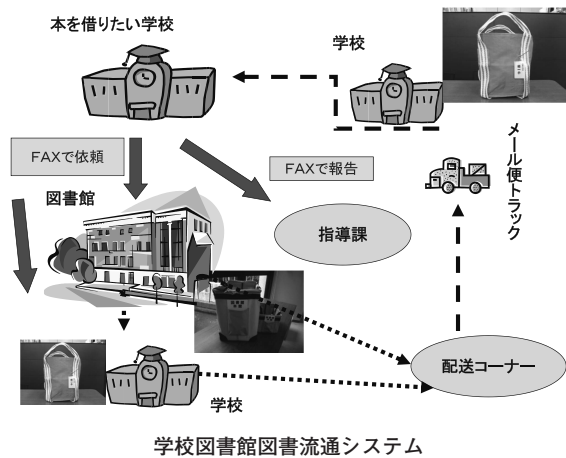 本を借りたい学校
学校
FAXで依頼
FAXで報告
メール便トラック
図書館
指導課
配送コーナー
学校
学校図書館図書流通システム